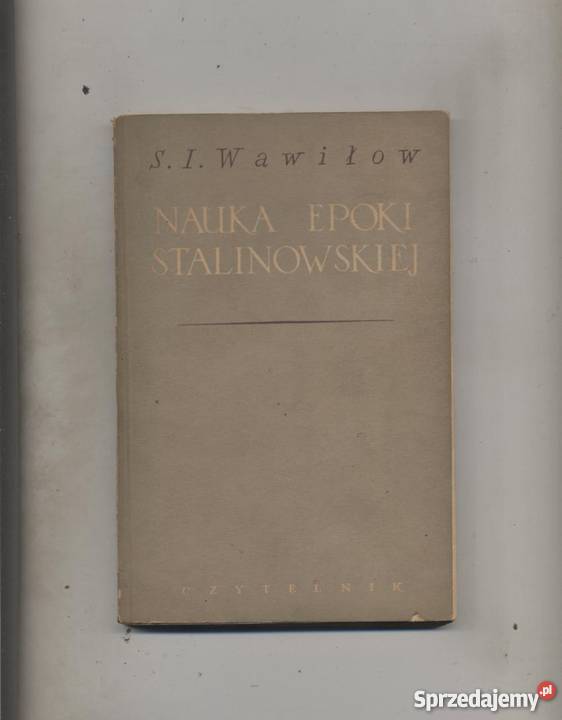 S. I. Wawiłow
NAUKA EPOKI
STALINOWSKIEJ
CZYTELNIK
Sprzedajemy.pl